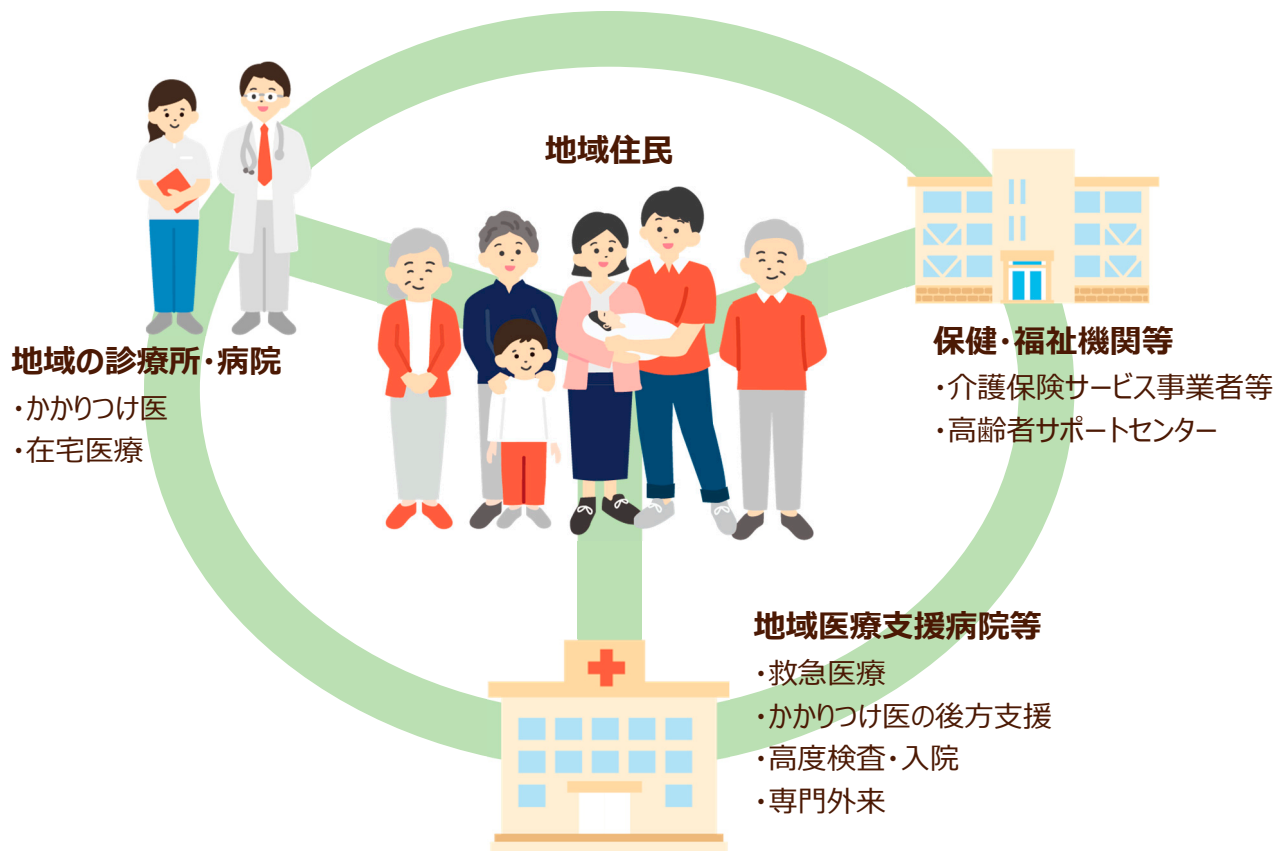 地域住民
地域の診療所・病院
・かかりつけ医
・在宅医療
保健・福祉機関等
・介護保険サービス事業者等
・高齢者サポートセンター
地域医療支援病院等
・救急医療
・かかりつけ医の後方支援
・高度検査・入院
・専門外来